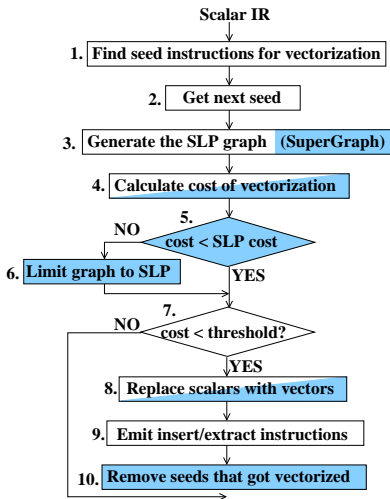 Scalar IR
1. Find seed instructions for vectorization
2. Get next seed
3. Generate the SLP graph (SuperGraph)
4. Calculate cost of vectorization
5.
NO cost < SLP cost
6. Limit graph to SLP YES
7.
NO cost < threshold?
YES
8. Replace scalars with vectors
9. Emit insert/extract instructions
10. Remove seeds that got vectorized